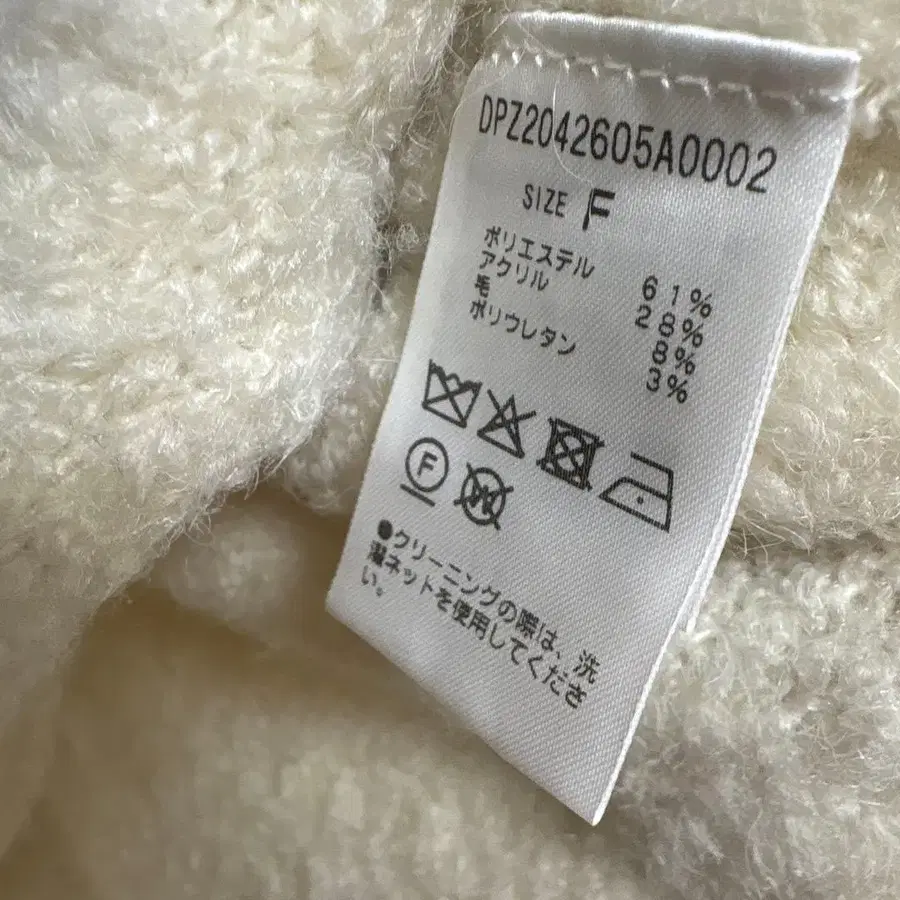 DPZ2042605A0002
SIZE F
ポリエステル 61%
アクリル 28%
毛 8%
ポリウレタン 3%
F
W
●クリーニングの際は、洗
濯ネットを使用してくださ
い。